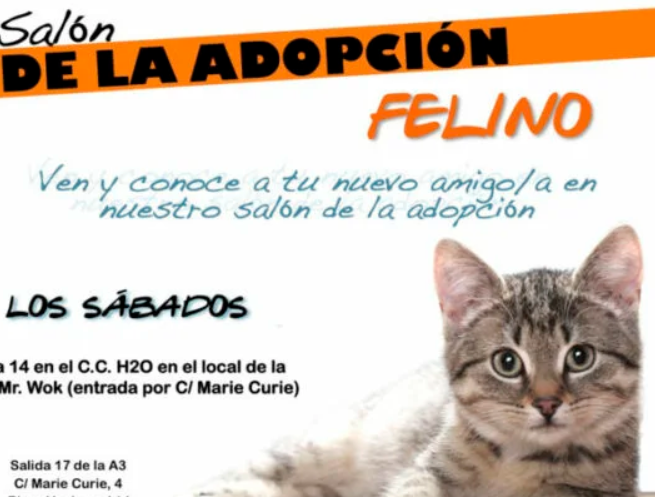 Salón
DE LA ADOPCIÓN
FELINO
Ven y conoce a tu nuevo amigo/a en
nuestro salón de la adopción
LOS SÁBADOS
a 14 en el C.C. H2O en el local de la
Mr. Wok (entrada por C/ Marie Curie)
Salida 17 de la A3
C/ Marie Curie, 4